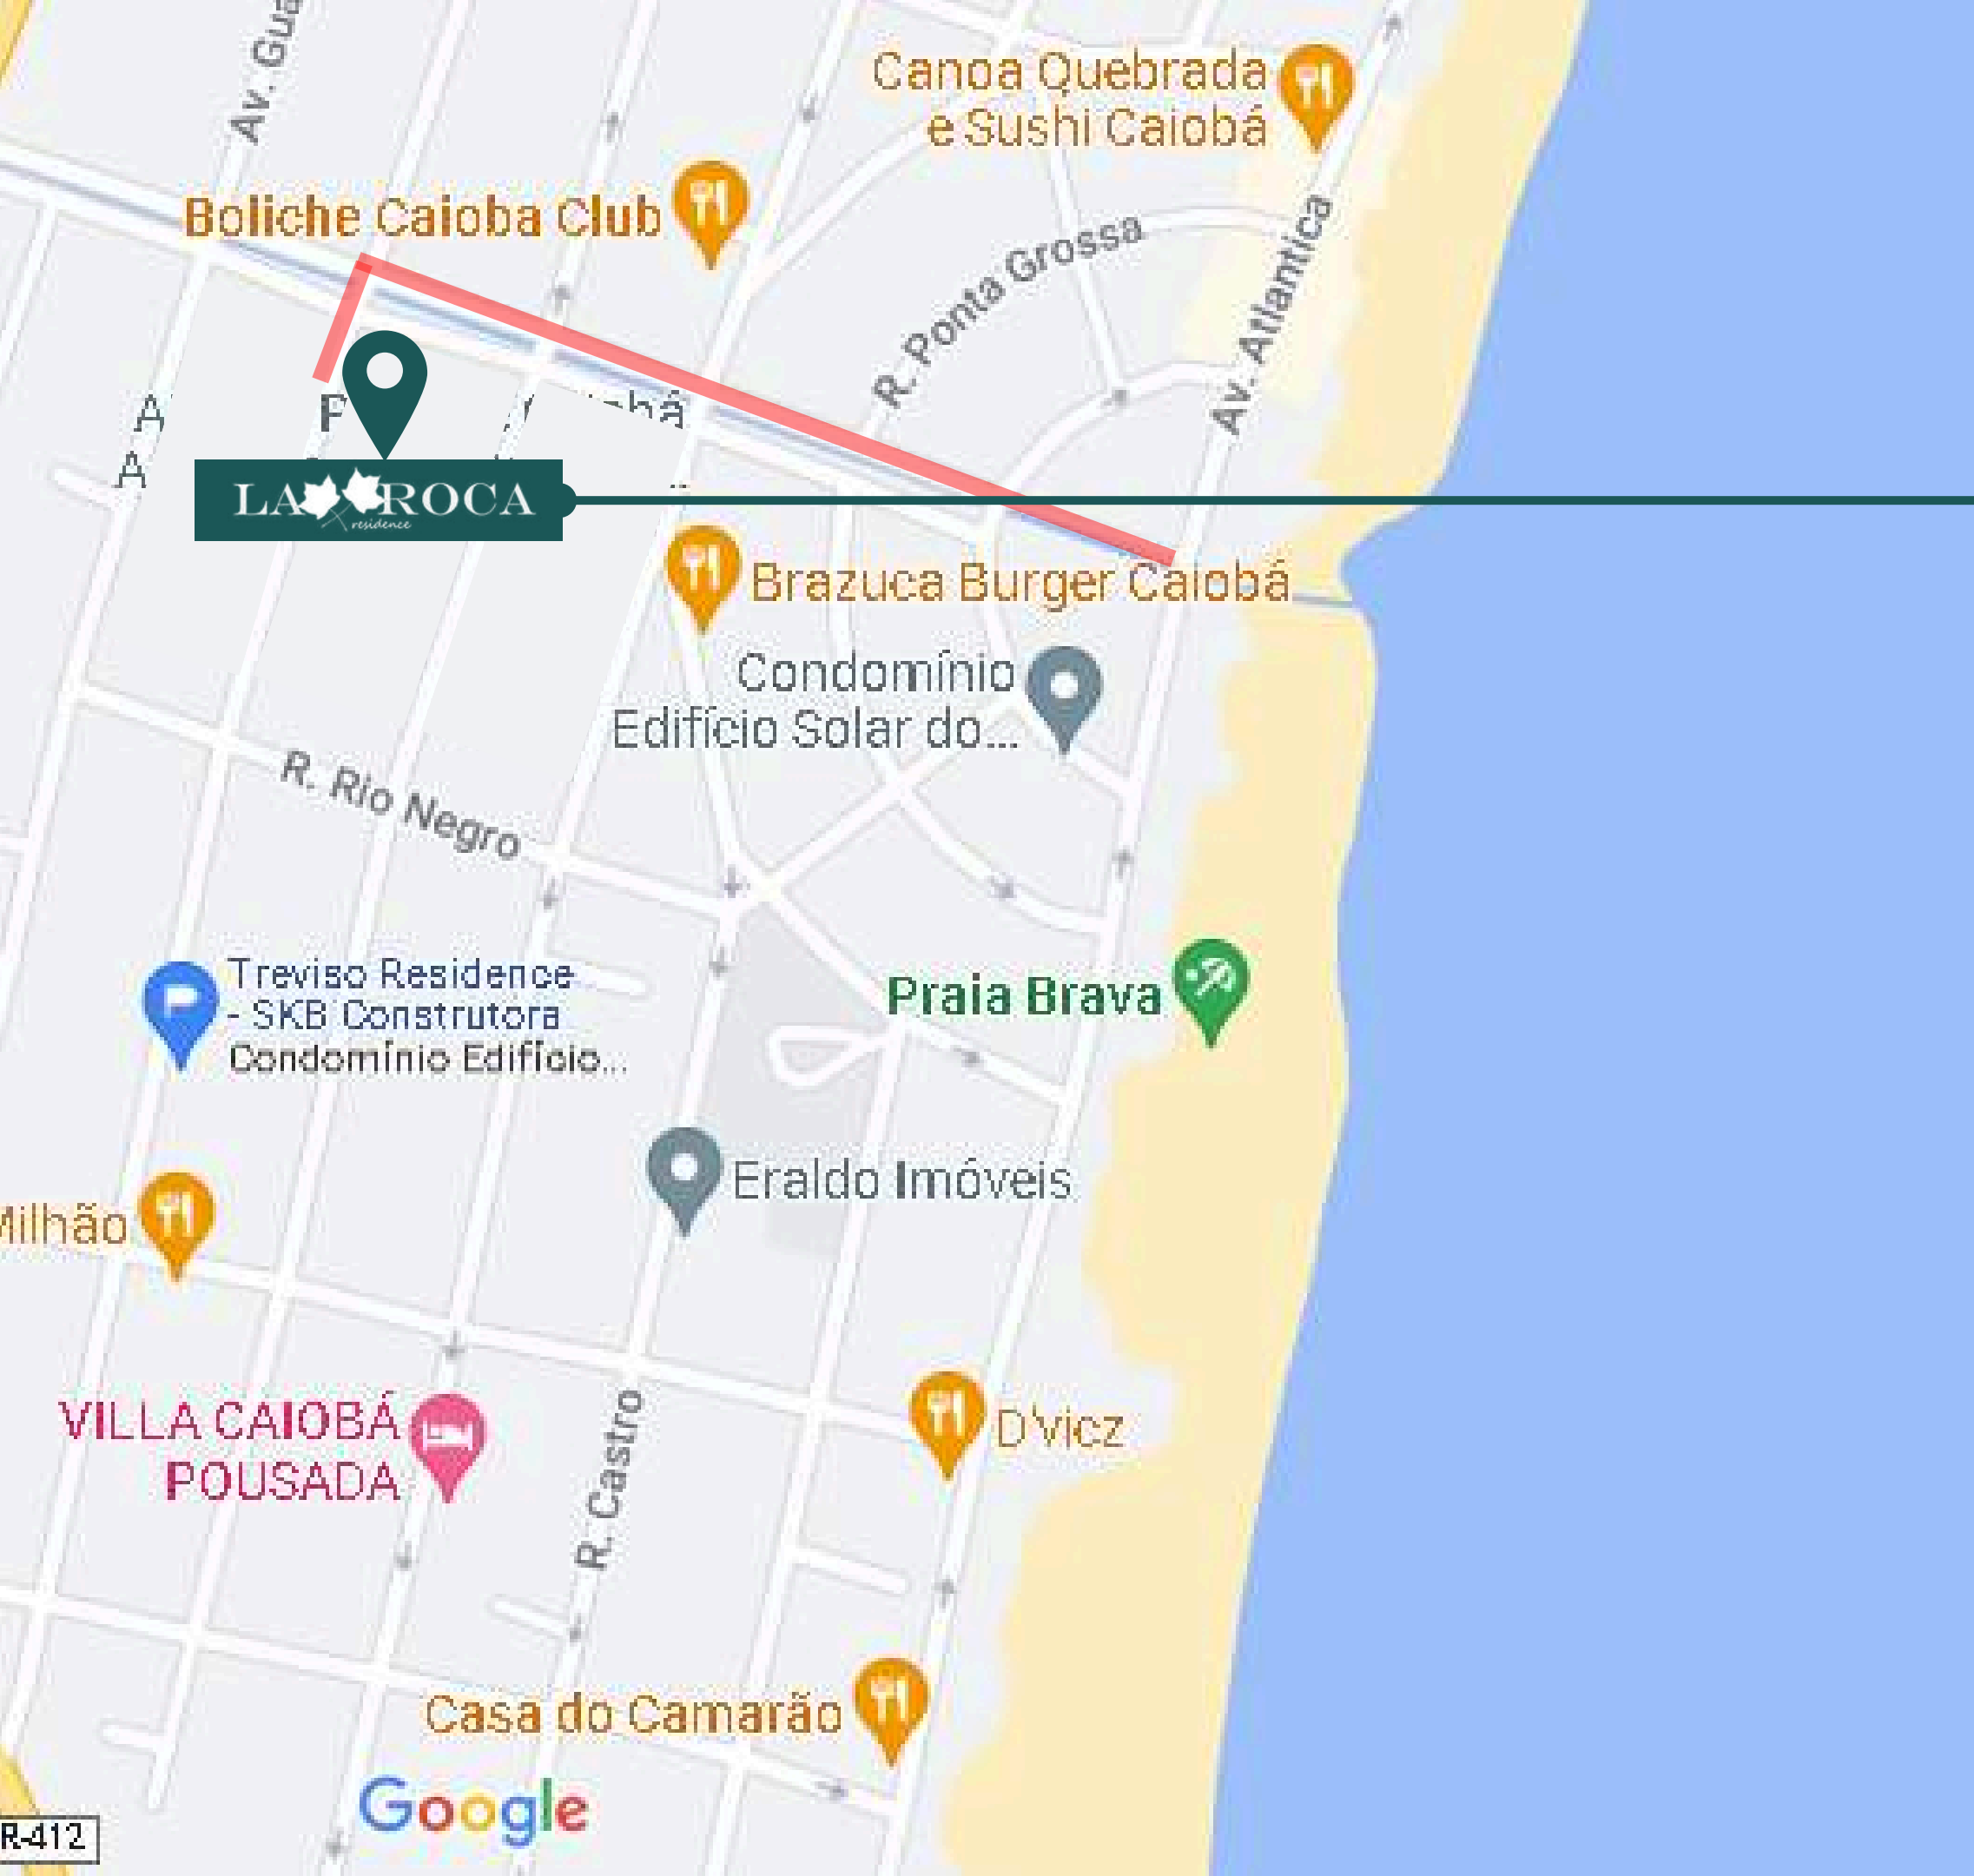 Av. Gua
Canoa Quebrada
e Sushi Caiobá
Boliche Caioba Club
R. Ponta Grossa
Av. Atlantica
LA ROCA
residence
Brazuca Burger Caiobá
Condomínio
Edifício Solar do...
R. Rio Negro
Treviso Residence
- SKB Construtora
Condomínio Edifício...
Praia Brava
Eraldo Imóveis
Milhão
VILLA CAIOBÁ
POUSADA
D'vicz
R. Castro
Casa do Camarão
Google
R-412